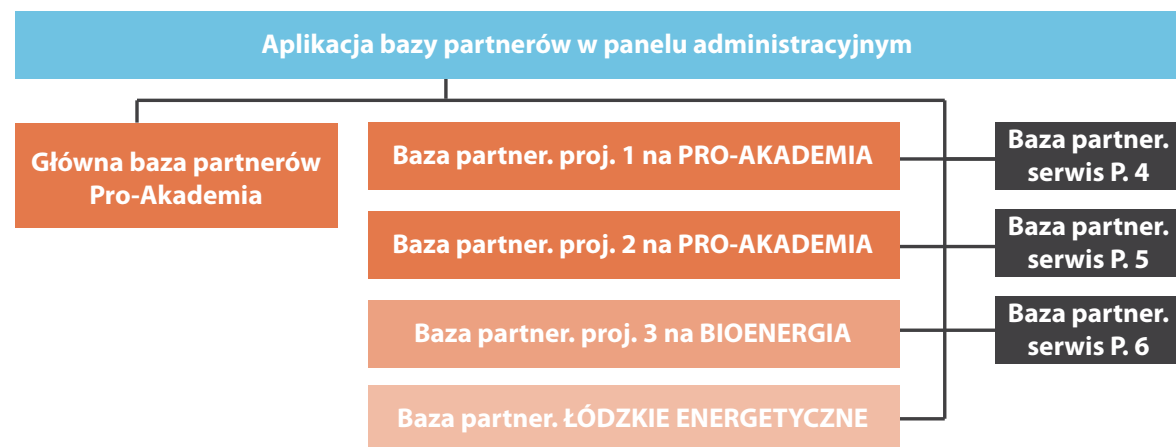 Aplikacja bazy partnerów w panelu administracyjnym
Główna baza partnerów
Pro-Akademia
Baza partner. proj. 1 na PRO-AKADEMIA
Baza partner. proj. 2 na PRO-AKADEMIA
Baza partner. proj. 3 na BIOENERGIA
Baza partner. ŁÓDZKIE ENERGETYCZNE
Baza partner.
serwis P. 4
Baza partner.
serwis P. 5
Baza partner.
serwis P. 6